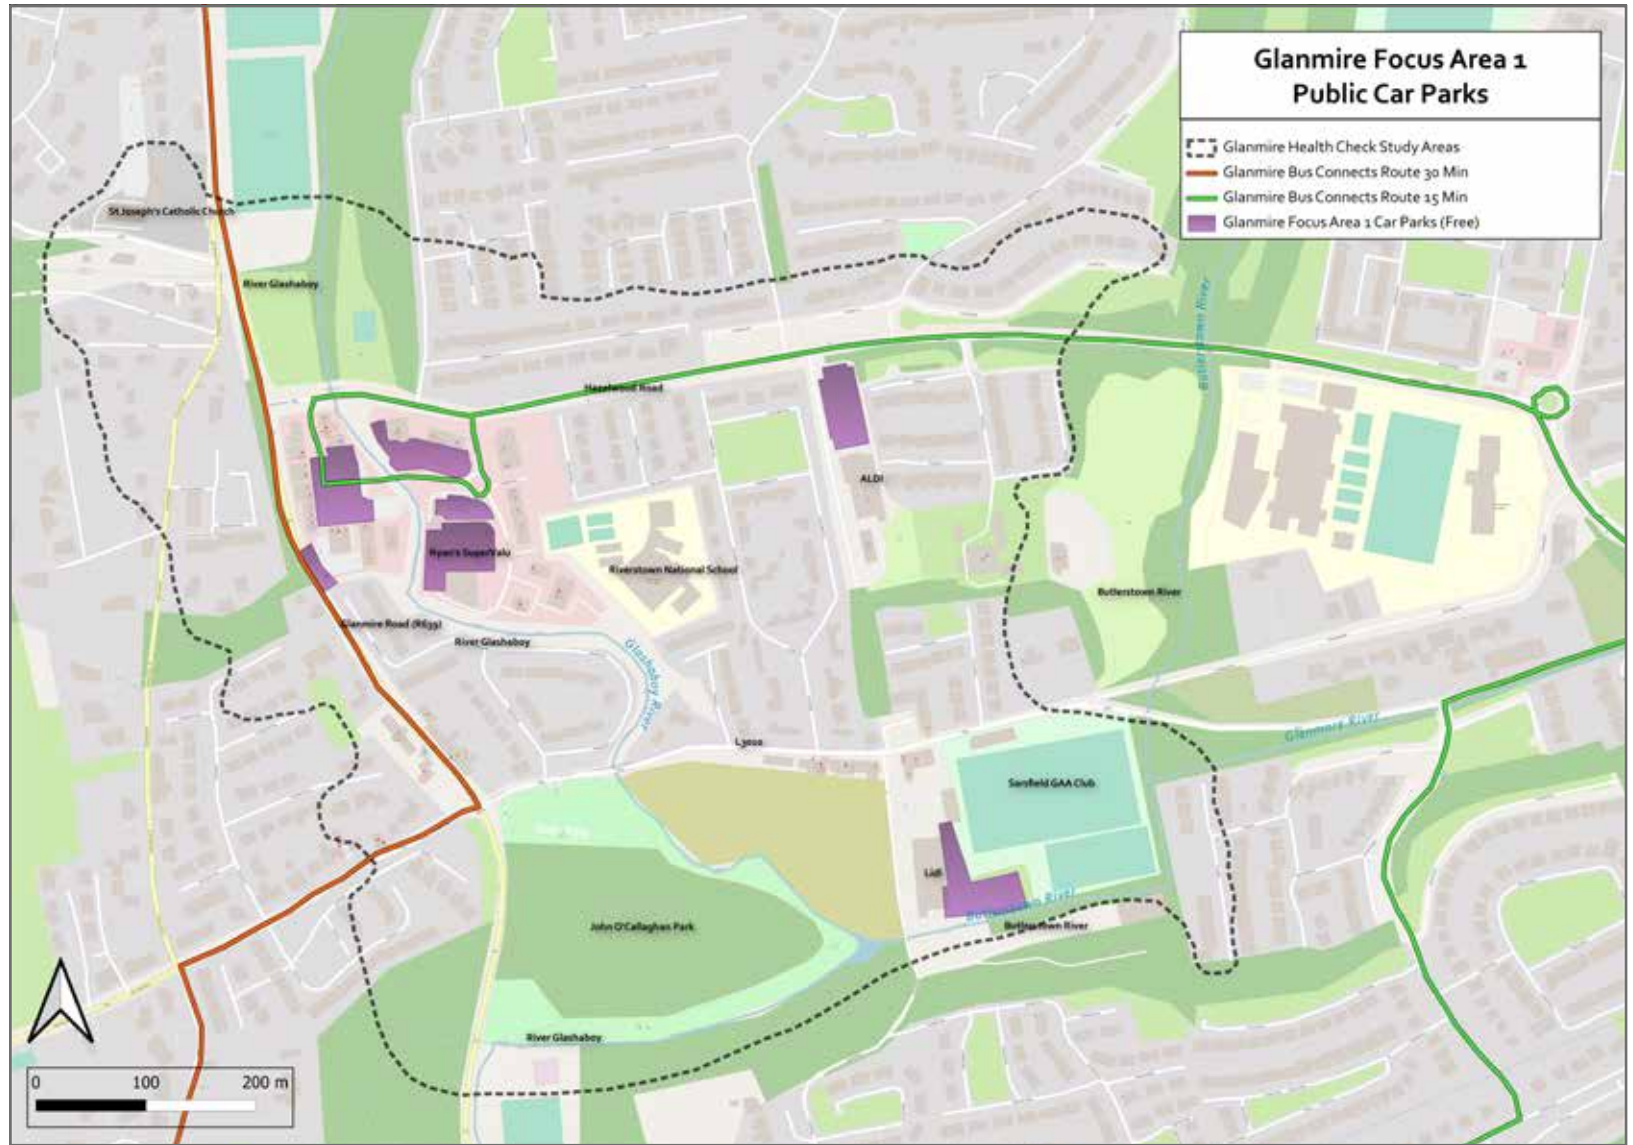 Glanmire Focus Area 1
Public Car Parks
Glanmire Health Check Study Areas
Glanmire Bus Connects Route 30 Min
Glanmire Bus Connects Route 15 Min
Glanmire Focus Area 1 Car Parks (Free)
St Joseph's Catholic Church
River Glashaboy
Butlerstown River
Hazelwood Road
ALDI
Ryan's SuperValu
Riverstown National School
Butlerstown River
Glanmire Road (R639)
River Glashaboy
Glashaboy River
Glenmore River
L3010
Sarsfield GAA Club
Lidl
Butlerstown River
John O'Callaghan Park
Butlerstown River
River Glashaboy
0 100 200 m